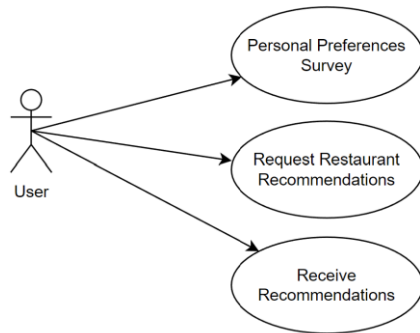 Personal Preferences
Survey
User
Request Restaurant
Recommendations
Receive
Recommendations